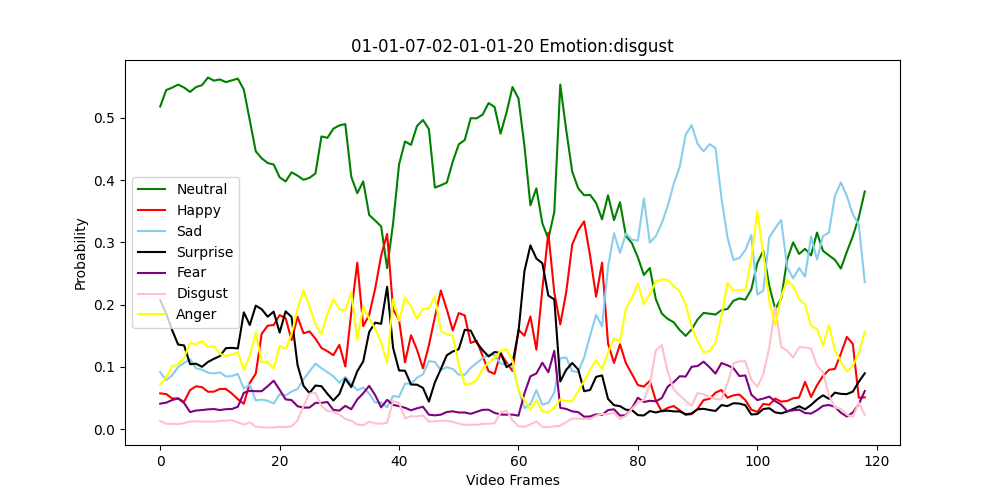 01-01-07-02-01-01-20 Emotion:disgust
Probability
0.5
0.4
0.3
0.2
0.1
0.0
Neutral
Happy
Sad
Surprise
Fear
Disgust
Anger
0 20 40 60 80 100 120
Video Frames